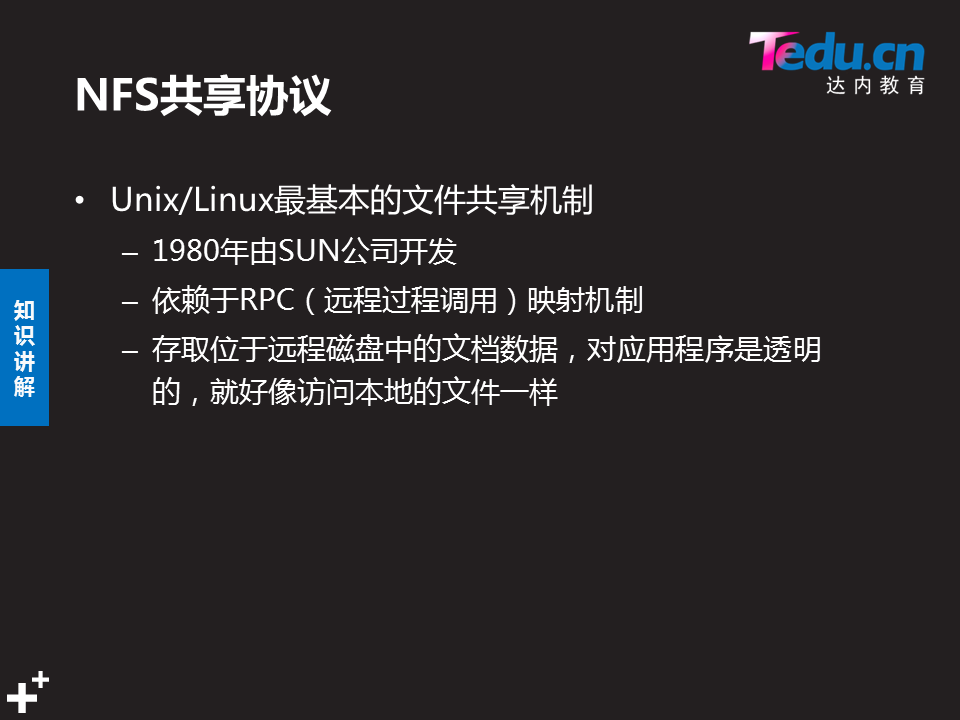 Tedu.cn
达内教育
NFS共享协议
• Unix/Linux最基本的文件共享机制
– 1980年由SUN公司开发
– 依赖于RPC（远程过程调用）映射机制
– 存取位于远程磁盘中的文档数据，对应用程序是透明
的，就好像访问本地的文件一样
知
识
讲
解